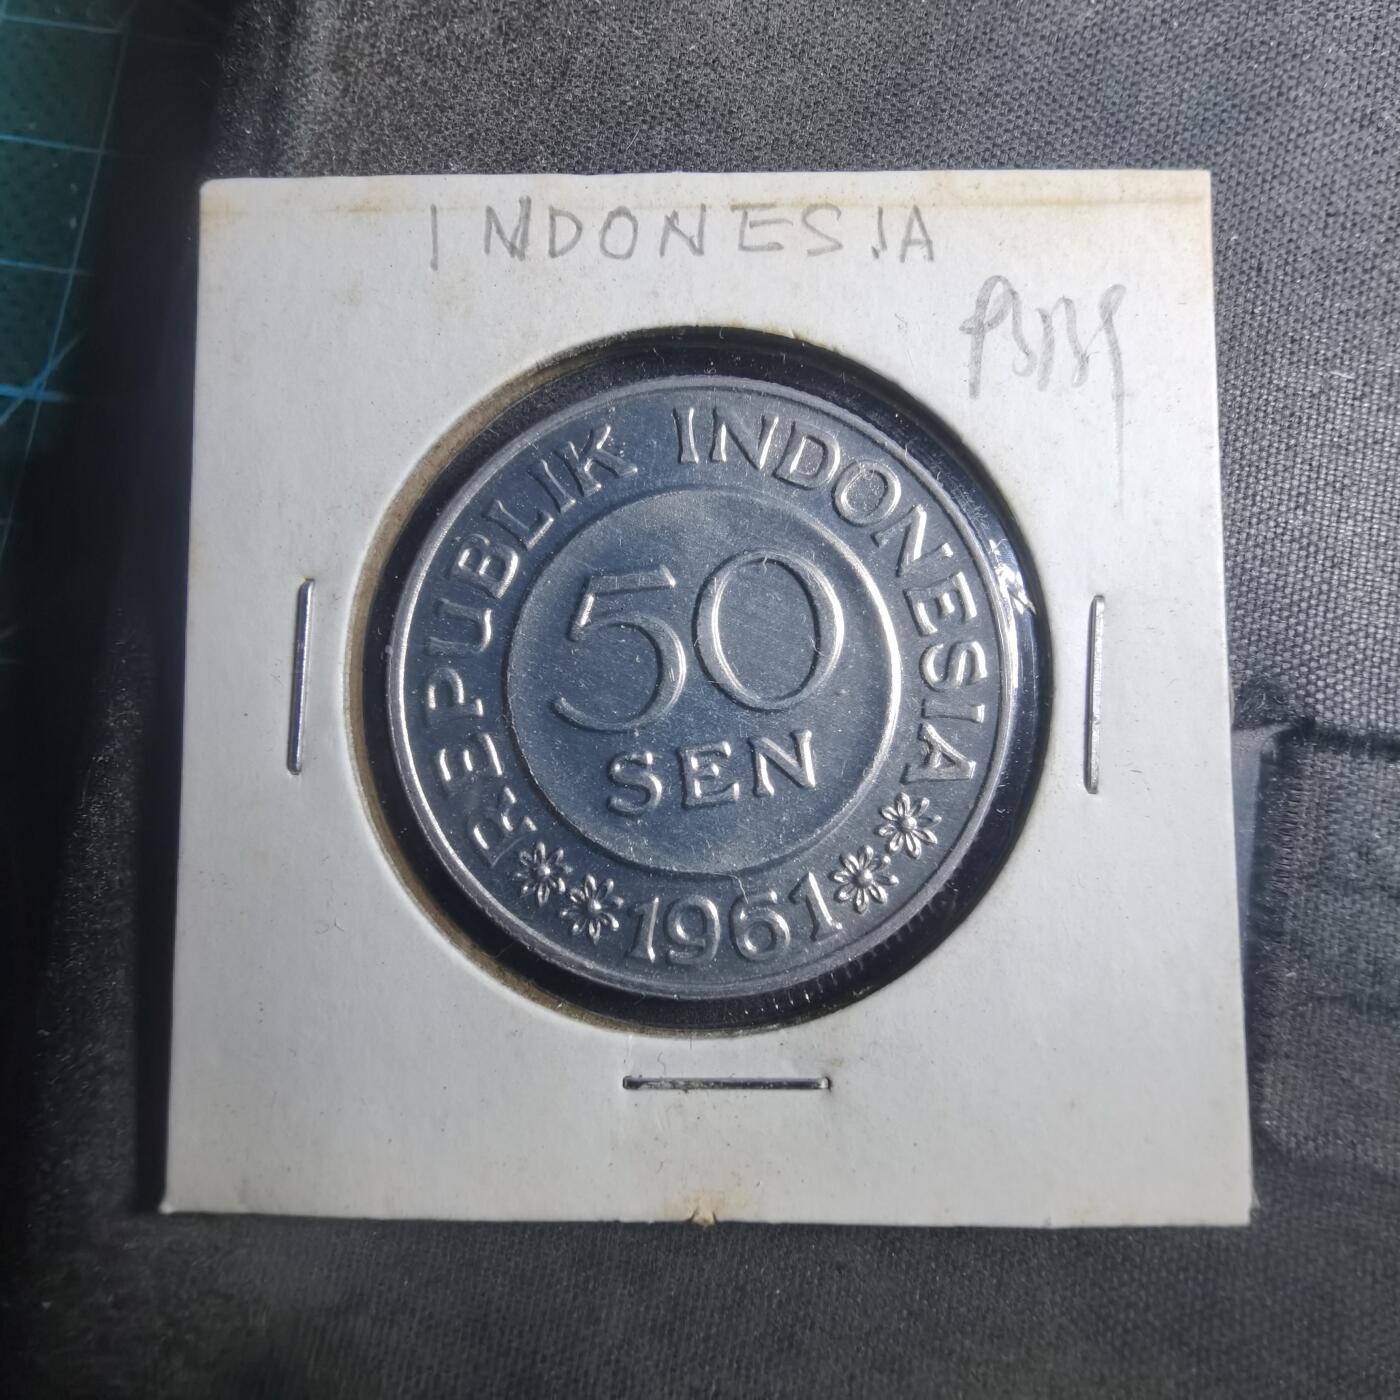 INDONESIA
REPUBLIK INDONESIA
50
SEN
1961